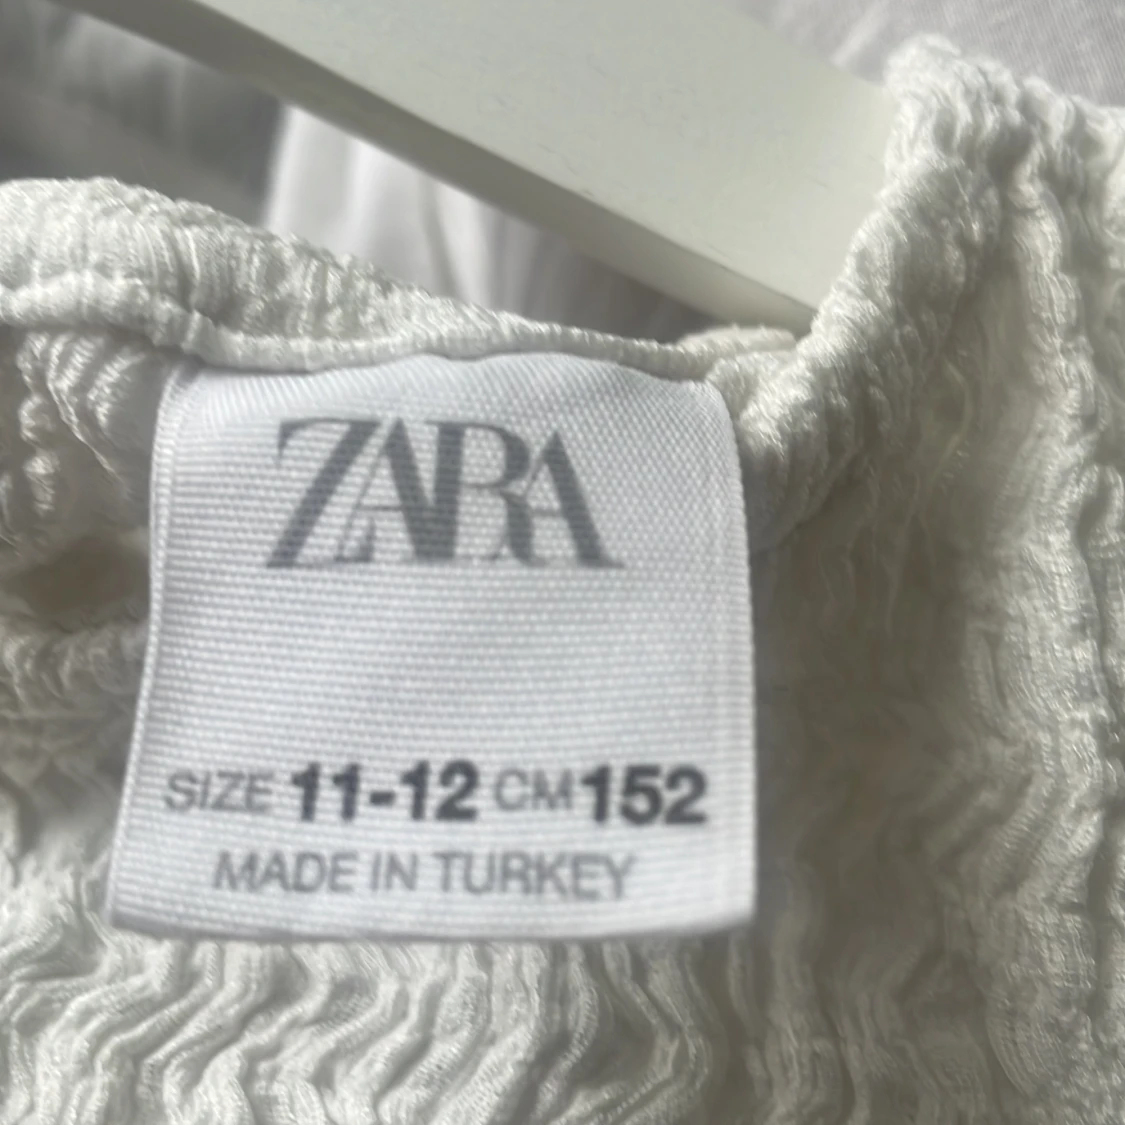 ZARA
SIZE 11-12 CM 152
MADE IN TURKEY